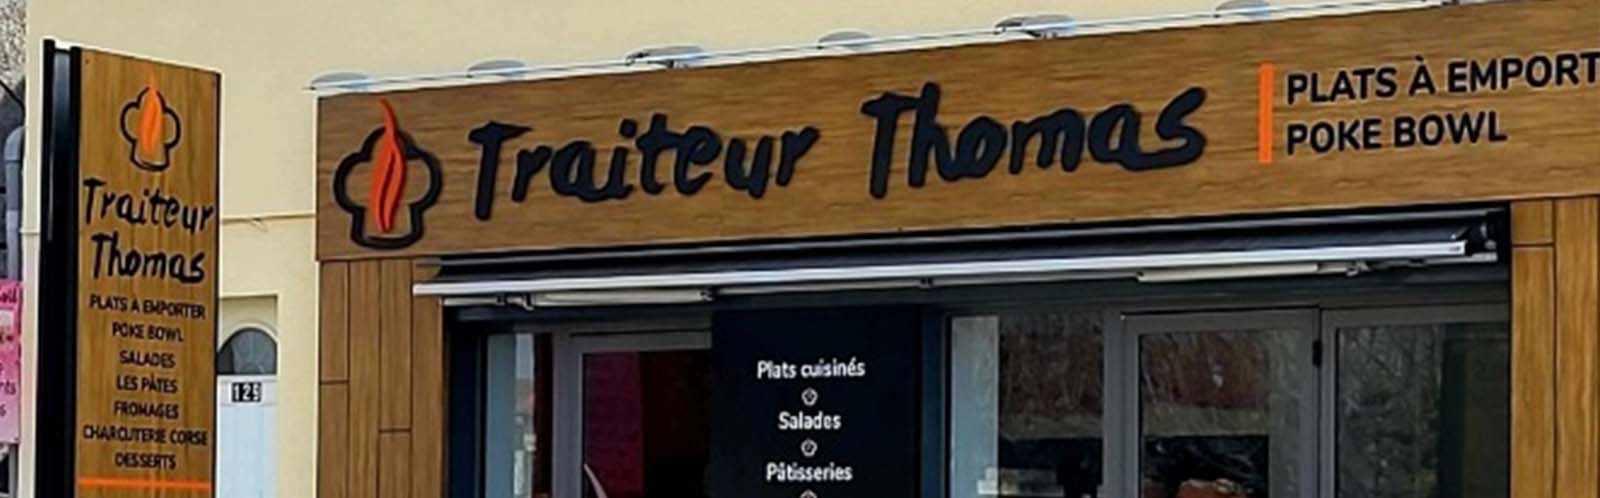 Traiteur
Thomas
PLATS A EMPORTER
POKE BOWL
SALADES
LES PÂTES
FROMAGES
CHARCUTERIE CORSE
DESSERTS
129
Traiteur Thomas
PLATS À EMPORT
POKE BOWL
Plats cuisinés
Salades
Pâtisseries